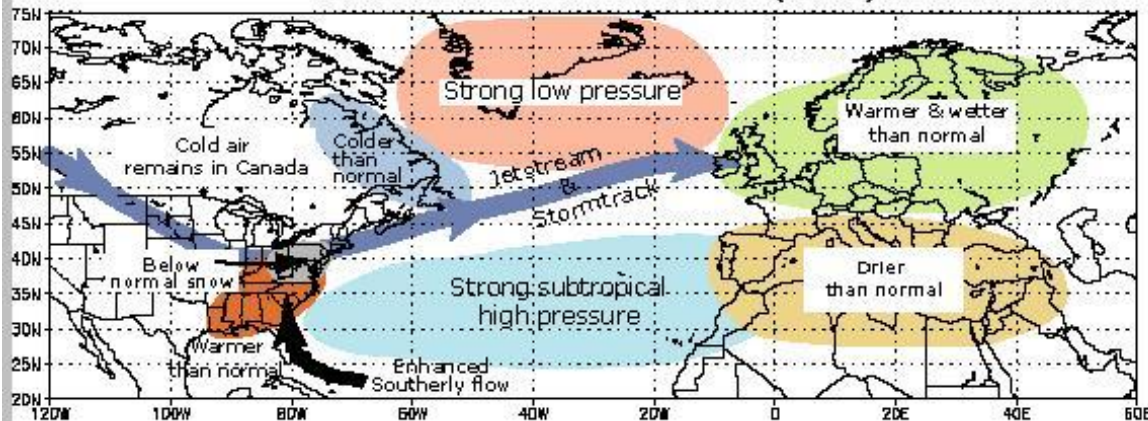 75N
70N
65N
60N
55N
50N
45N
40N
35N
30N
25N
20N
Strong low pressure
Warmer & wetter
than normal
Cold air
remains in Canada
Colder
than
normal
Jetstream
&
Stormtrack
Below
normal snow
Drier
than normal
Strong subtropical
high pressure
Warmer
than normal
Enhanced
Southerly flow
120W 100W 80W 60W 40W 20W 0 20E 40E 60E